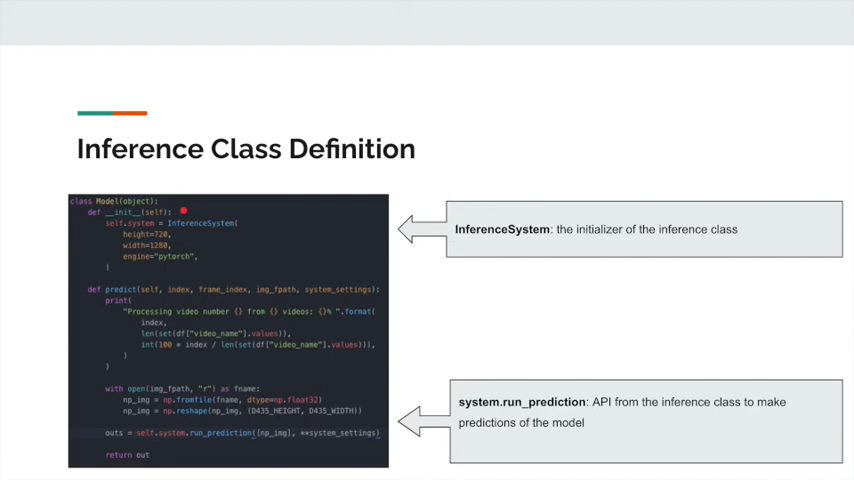 Inference Class Definition
class Model(object):
def __init__(self):
self.system = InferenceSystem(
height=720,
width=1280,
engine="pytorch",
)
def predict(self, index, frame_index, img_fpath, system_settings):
print(
"Processing video number {} from {} videos: {}% ".format(
index,
len(set(df["video_name"].values)),
int(100 * index / len(set(df["video_name"].values))),
)
)
with open(img_fpath, "r") as fname:
np_img = np.fromfile(fname, dtype=np.float32)
np_img = np.reshape(np_img, (D435_HEIGHT, D435_WIDTH))
outs = self.system.run_prediction([np_img], **system_settings)
return out
InferenceSystem: the initializer of the inference class
system.run_prediction: API from the inference class to make
predictions of the model